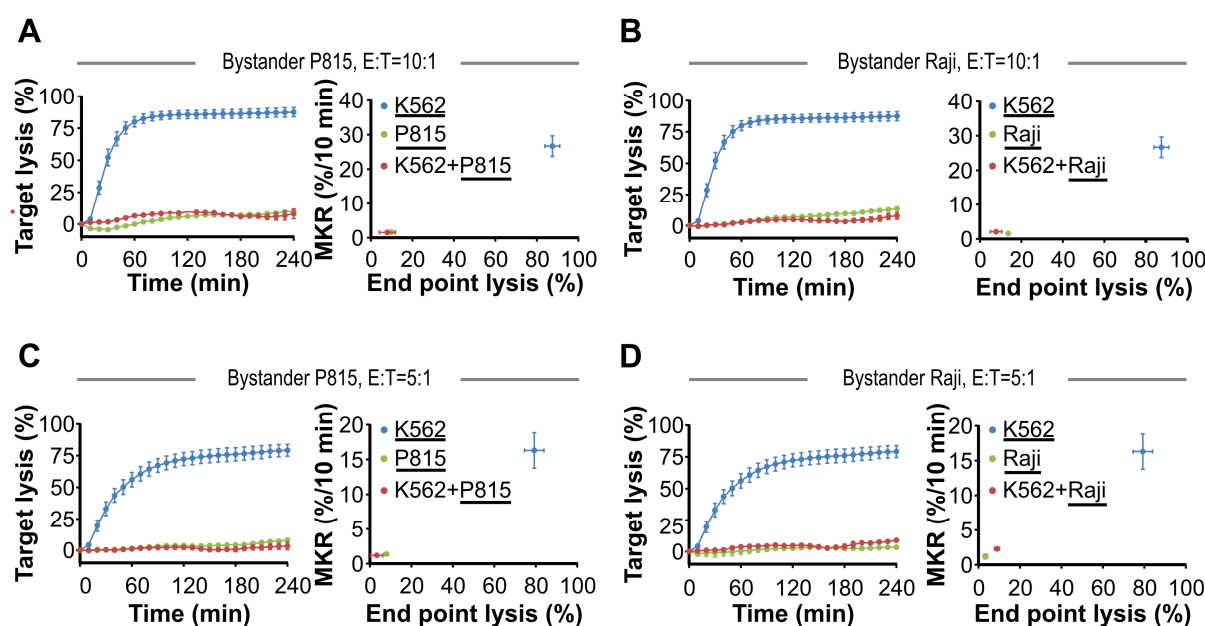 A
Bystander P815, E:T=10:1
Target lysis (%)
100
75
50
25
0
0 60 120 180 240
Time (min)
MKR (%/10 min)
40
30
20
10
0
K562
P815
K562+P815
0 20 40 60 80 100
End point lysis (%)
B
Bystander Raji, E:T=10:1
Target lysis (%)
100
75
50
25
0
0 60 120 180 240
Time (min)
MKR (%/10 min)
40
30
20
10
0
K562
Raji
K562+Raji
0 20 40 60 80 100
End point lysis (%)
C
Bystander P815, E:T=5:1
Target lysis (%)
100
75
50
25
0
0 60 120 180 240
Time (min)
MKR (%/10 min)
20
15
10
5
0
K562
P815
K562+P815
0 20 40 60 80 100
End point lysis (%)
D
Bystander Raji, E:T=5:1
Target lysis (%)
100
75
50
25
0
0 60 120 180 240
Time (min)
MKR (%/10 min)
20
15
10
5
0
K562
Raji
K562+Raji
0 20 40 60 80 100
End point lysis (%)